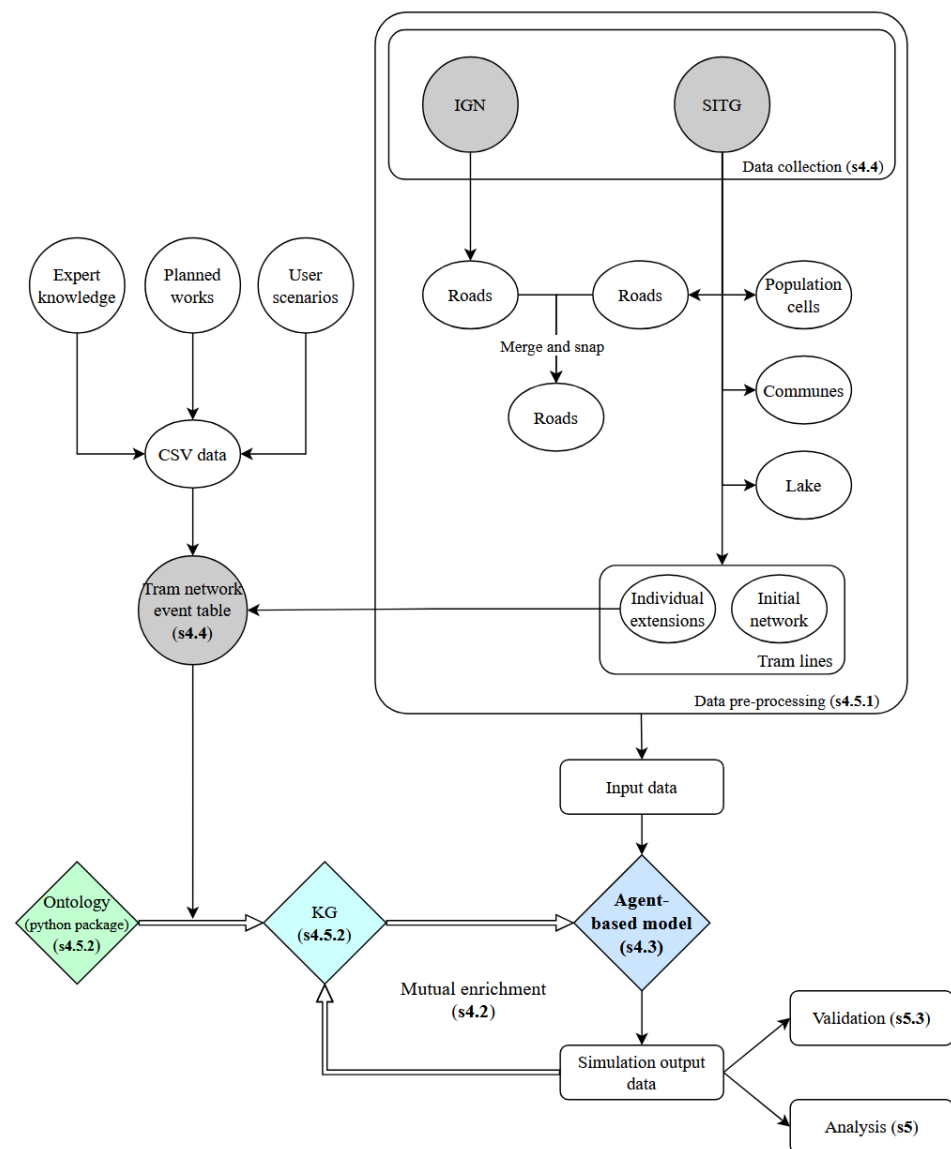 IGN
SITG
Data collection (s4.4)
Expert
knowledge
Planned
works
User
scenarios
Roads
Roads
Population
cells
Merge and snap
Communes
Roads
CSV data
Lake
Tram network
event table
(s4.4)
Individual
extensions
Initial
network
Tram lines
Data pre-processing (s4.5.1)
Input data
Ontology
(python package)
(s4.5.2)
KG
(s4.5.2)
Agent-
based model
(s4.3)
Mutual enrichment
(s4.2)
Simulation output
data
Validation (s5.3)
Analysis (s5)